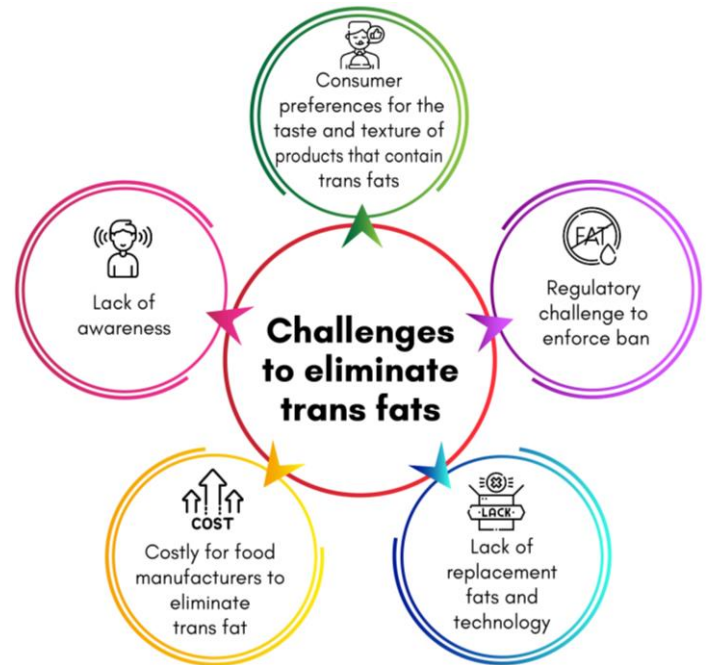 Consumer
preferences for the
taste and texture of
products that contain
trans fats
FAT
Regulatory
challenge to
enforce ban
Lack of
awareness
Challenges
to eliminate
trans fats
COST
Costly for food
manufacturers to
eliminate
trans fat
LACK
Lack of
replacement
fats and
technology